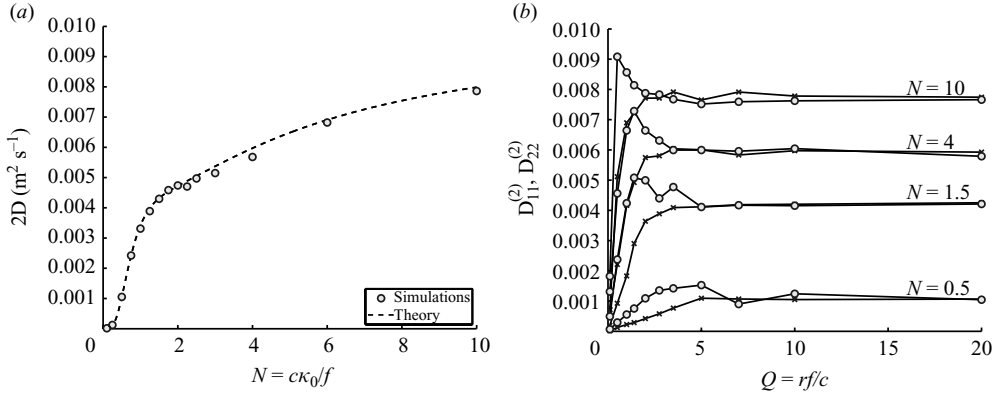 (a)
0.010
0.009
0.008
0.007
0.006
0.005
0.004
0.003
0.002
0.001
2D (m² s⁻¹)
0
2
4
6
8
10
N = cκ₀/f
Simulations
Theory
(b)
0.010
0.009
0.008
0.007
0.006
0.005
0.004
0.003
0.002
0.001
D₁₁⁽²⁾, D₂₂⁽²⁾
N = 10
N = 4
N = 1.5
N = 0.5
0
5
10
15
20
Q = rf/c